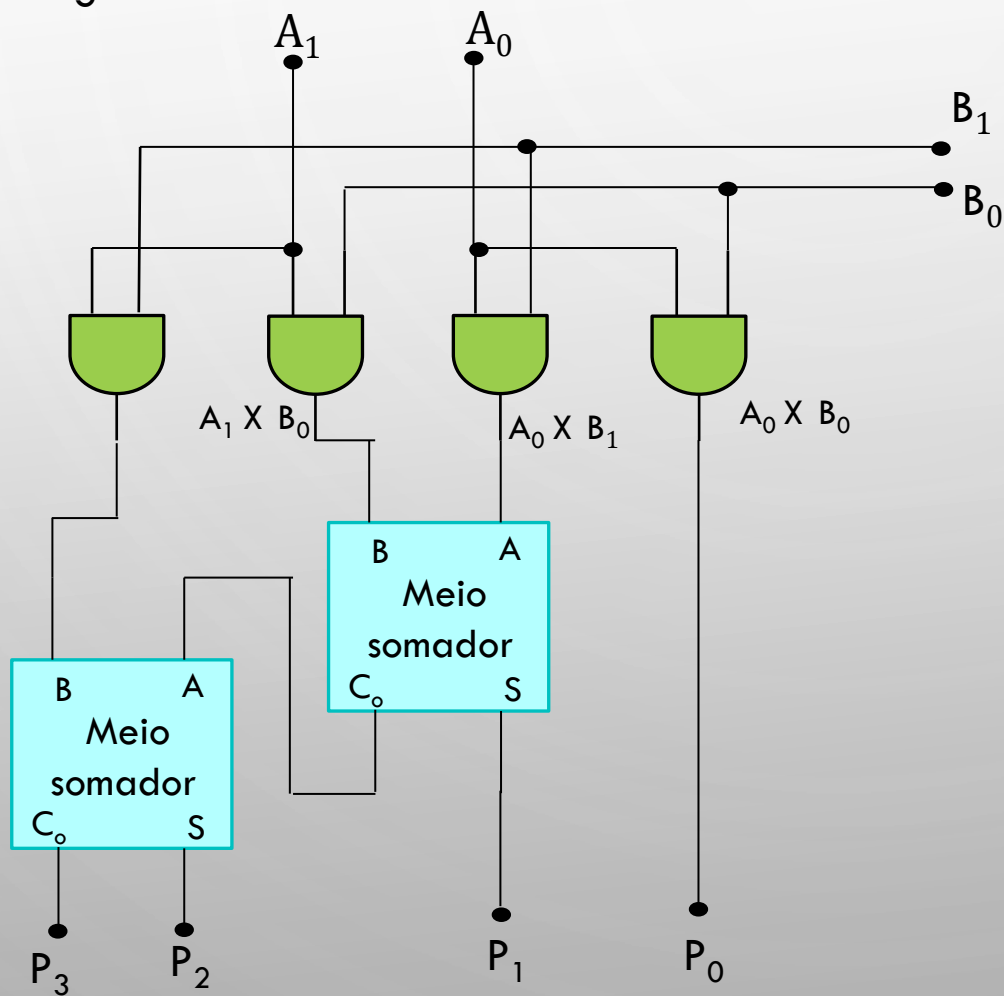 A₁ A₀
B₁
B₀
A₁ X B₀
A₀ X B₁
A₀ X B₀
B A
Meio
somador
Cₒ S
B A
Meio
somador
Cₒ S
P₃ P₂ P₁ P₀